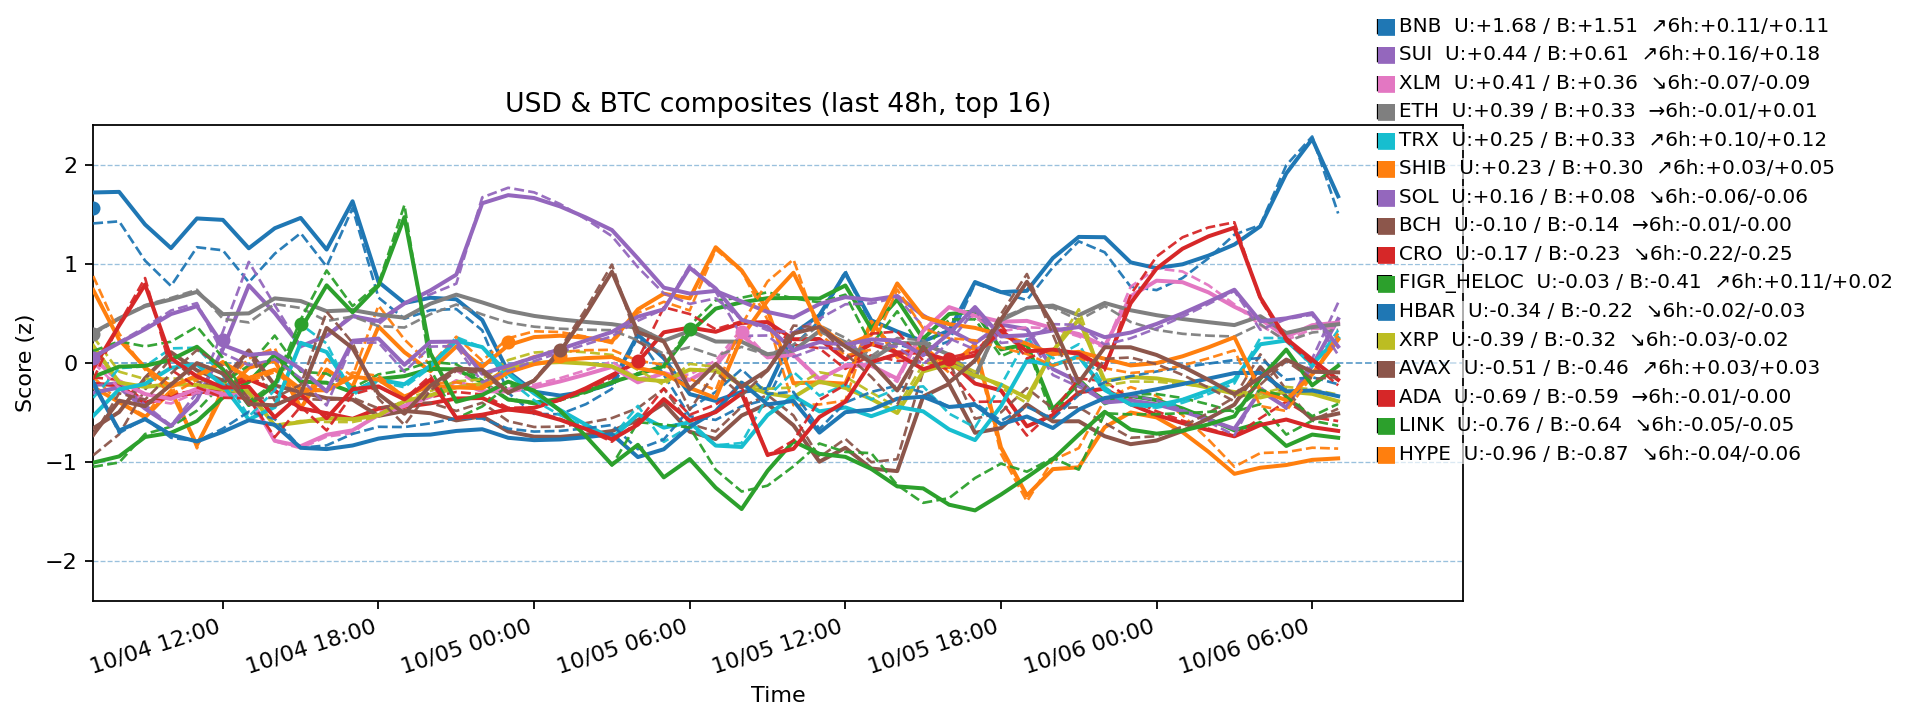 BNB  U:+1.68 / B:+1.51  ↗6h:+0.11/+0.11
SUI  U:+0.44 / B:+0.61  ↗6h:+0.16/+0.18
XLM  U:+0.41 / B:+0.36  ↘6h:-0.07/-0.09
ETH  U:+0.39 / B:+0.33  →6h:-0.01/+0.01
TRX  U:+0.25 / B:+0.33  ↗6h:+0.10/+0.12
SHIB  U:+0.23 / B:+0.30  ↗6h:+0.03/+0.05
SOL  U:+0.16 / B:+0.08  ↘6h:-0.06/-0.06
BCH  U:-0.10 / B:-0.14  →6h:-0.01/-0.00
CRO  U:-0.17 / B:-0.23  ↘6h:-0.22/-0.25
FIGR_HELOC  U:-0.03 / B:-0.41  ↗6h:+0.11/+0.02
HBAR  U:-0.34 / B:-0.22  ↘6h:-0.02/-0.03
XRP  U:-0.39 / B:-0.32  ↘6h:-0.03/-0.02
AVAX  U:-0.51 / B:-0.46  ↗6h:+0.03/+0.03
ADA  U:-0.69 / B:-0.59  →6h:-0.01/-0.00
LINK  U:-0.76 / B:-0.64  ↘6h:-0.05/-0.05
HYPE  U:-0.96 / B:-0.87  ↘6h:-0.04/-0.06
USD & BTC composites (last 48h, top 16)
Score (z)
2
1
0
−1
−2
10/04 12:00
10/04 18:00
10/05 00:00
10/05 06:00
10/05 12:00
10/05 18:00
10/06 00:00
10/06 06:00
Time